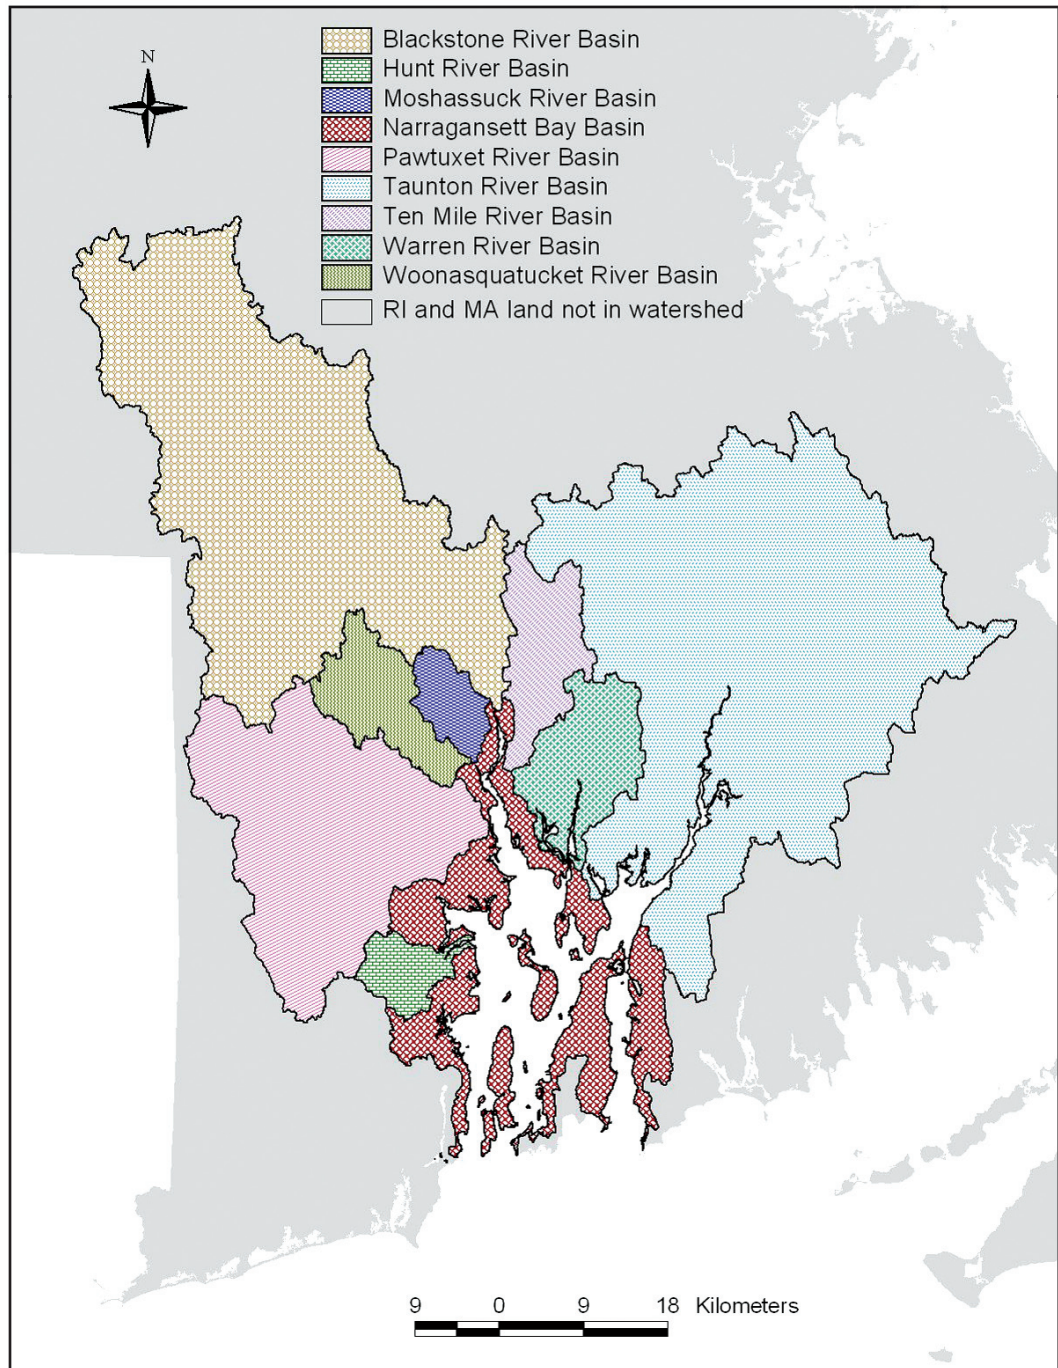 N
Blackstone River Basin
Hunt River Basin
Moshassuck River Basin
Narragansett Bay Basin
Pawtuxet River Basin
Taunton River Basin
Ten Mile River Basin
Warren River Basin
Woonasquatucket River Basin
RI and MA land not in watershed
9 0 9 18 Kilometers